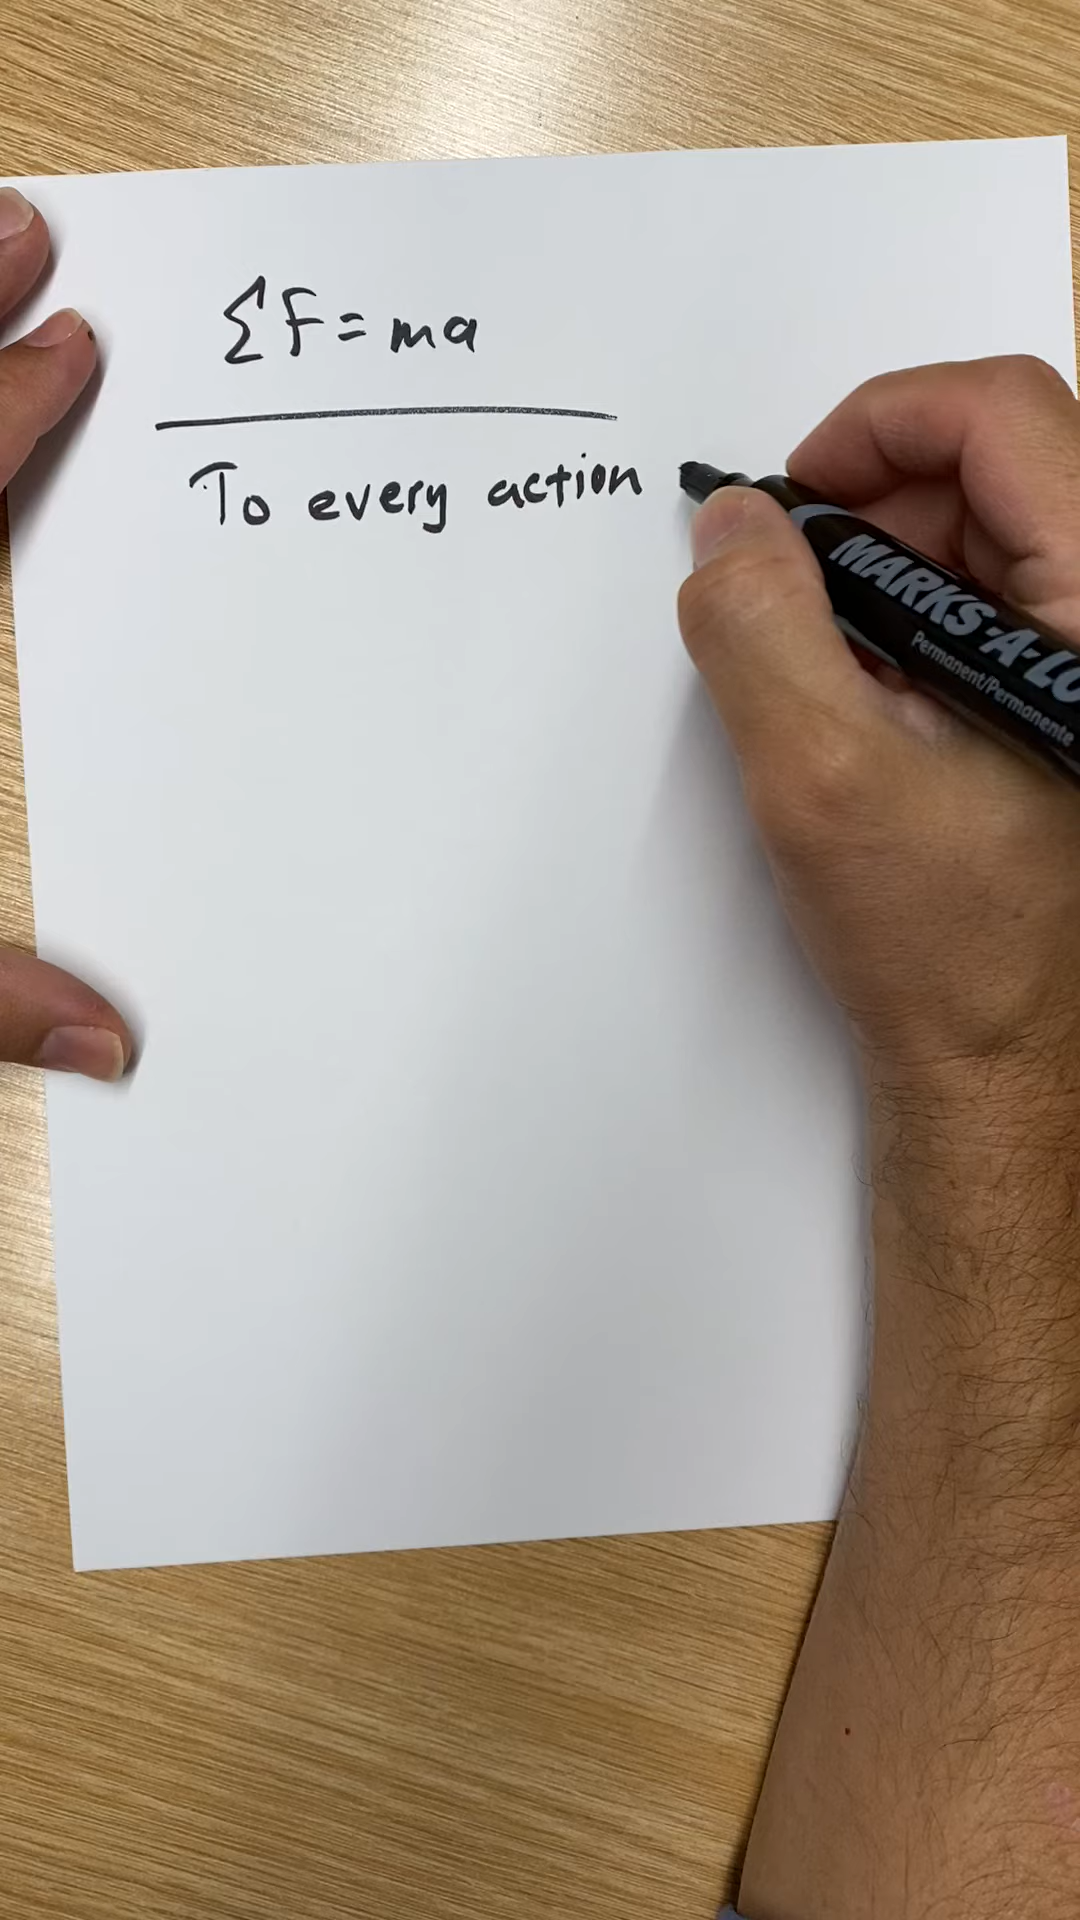 ΣF = ma
To every action
MARKS-A-LO
Permanent/Permanente